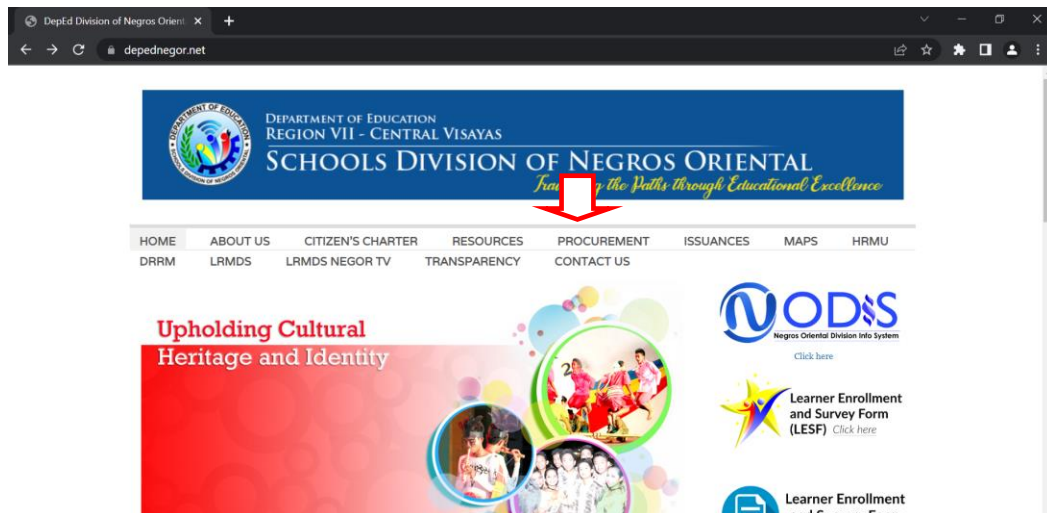 DepEd Division of Negros Orient
depednegor.net
DEPARTMENT OF EDUCATION
REGION VII - CENTRAL VISAYAS
SCHOOLS DIVISION OF NEGROS ORIENTAL
the Paths through Educational Excellence
HOME ABOUT US CITIZEN'S CHARTER RESOURCES PROCUREMENT ISSUANCES MAPS HRMU
DRRM LRMDS LRMDS NEGOR TV TRANSPARENCY CONTACT US
Upholding Cultural
Heritage and Identity
NODIS
Negros Oriental Division Info System
Click here
Learner Enrollment
and Survey Form
(LESF) Click here
Learner Enrollment